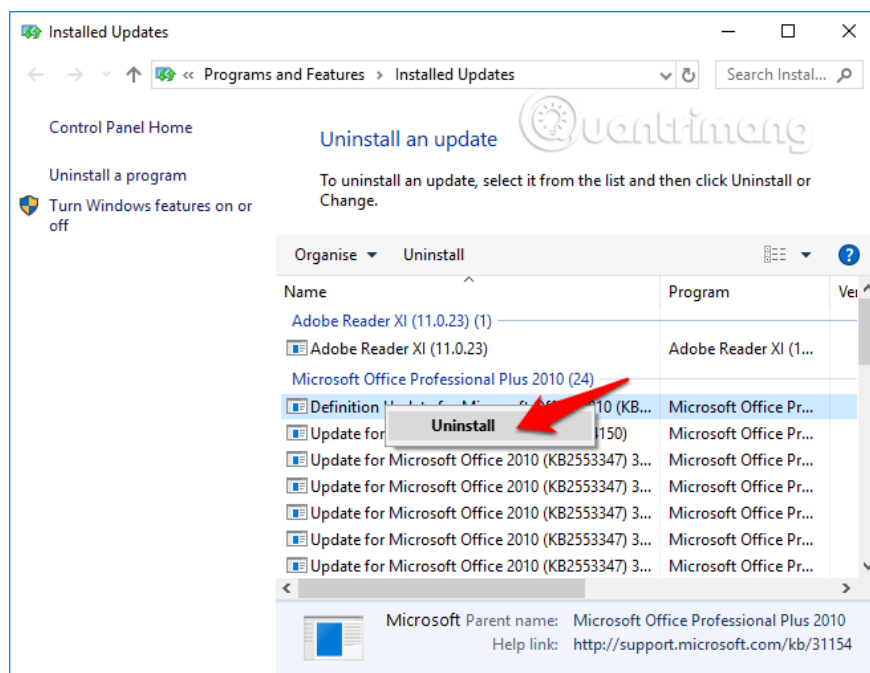 Installed Updates
« Programs and Features > Installed Updates
Search Instal...
Quantrimang
Control Panel Home
Uninstall an update
Uninstall a program
To uninstall an update, select it from the list and then click Uninstall or
Change.
Turn Windows features on or
off
Organise Uninstall
Name Program Ver
Adobe Reader XI (11.0.23) (1)
Adobe Reader XI (11.0.23) Adobe Reader XI (1...
Microsoft Office Professional Plus 2010 (24)
Definition 10 (KB... Microsoft Office Pr...
Uninstall
Update for 4150) Microsoft Office Pr...
Update for Microsoft Office 2010 (KB2553347) 3... Microsoft Office Pr...
Update for Microsoft Office 2010 (KB2553347) 3... Microsoft Office Pr...
Update for Microsoft Office 2010 (KB2553347) 3... Microsoft Office Pr...
Update for Microsoft Office 2010 (KB2553347) 3... Microsoft Office Pr...
Update for Microsoft Office 2010 (KB2553347) 3... Microsoft Office Pr...
Microsoft Parent name: Microsoft Office Professional Plus 2010
Help link: http://support.microsoft.com/kb/31154